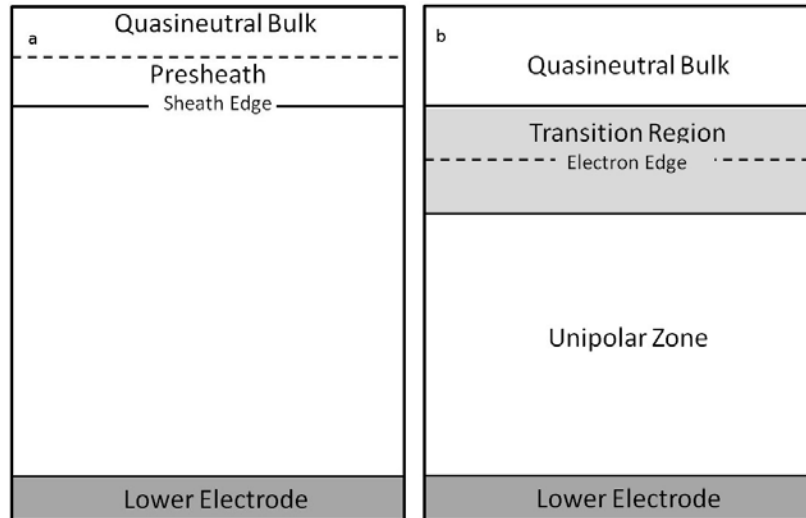 a
Quasineutral Bulk
Presheath
Sheath Edge
Lower Electrode
b
Quasineutral Bulk
Transition Region
Electron Edge
Unipolar Zone
Lower Electrode